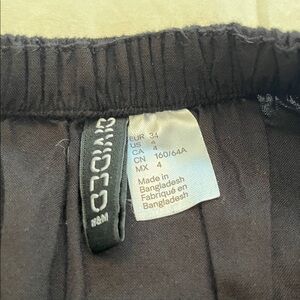 DIVIDED
H&M
EUR 34
US 4
CA 4
CN 160/64A
MX 4
Made in
Bangladesh
Fabriqué en
Bangladesh